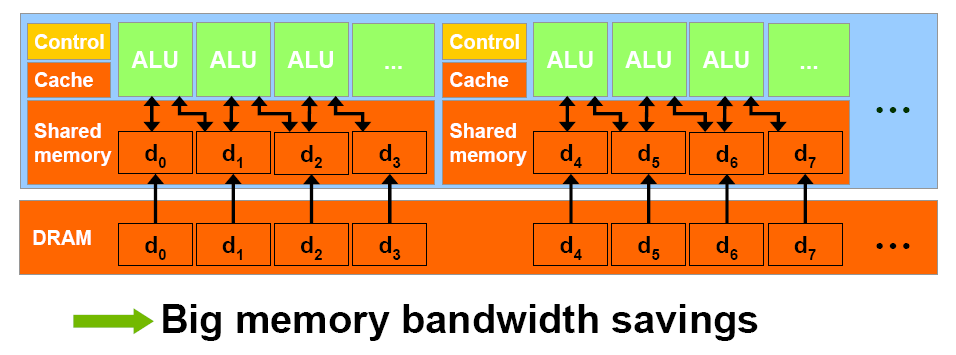 Control ALU ALU ALU ... Control ALU ALU ALU ...
Cache Cache
Shared memory d0 d1 d2 d3 Shared memory d4 d5 d6 d7 ...
DRAM d0 d1 d2 d3 d4 d5 d6 d7 ...
Big memory bandwidth savings